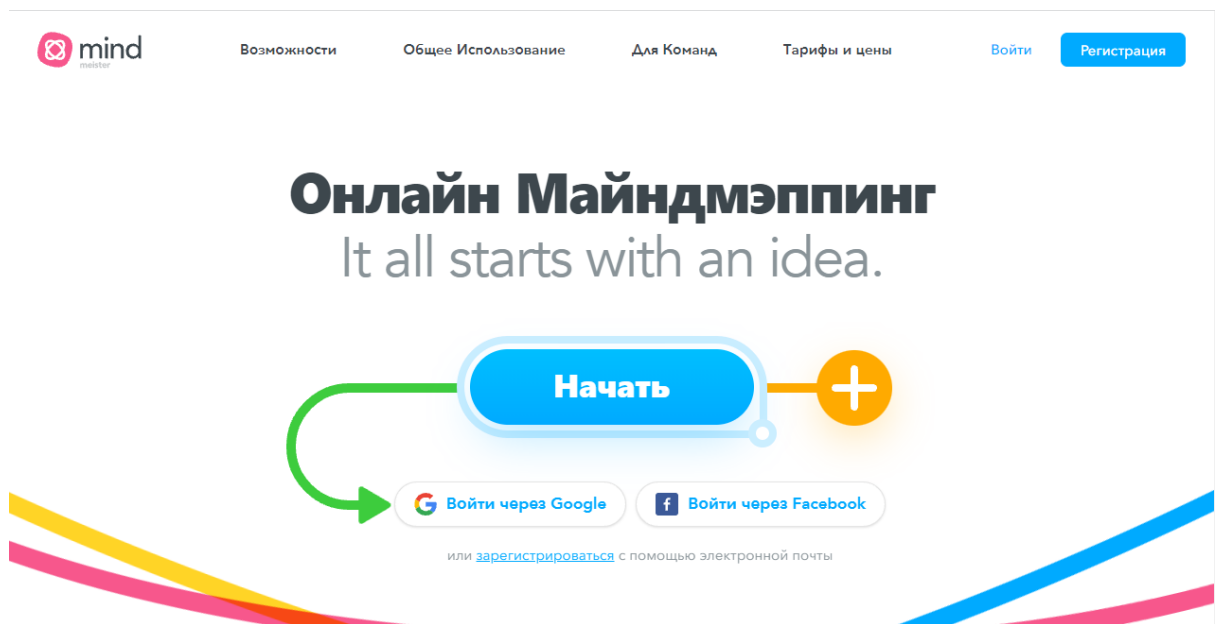 mind
meister
Возможности Общее Использование Для Команд Тарифы и цены Войти Регистрация
Онлайн Майндмэппинг
It all starts with an idea.
Начать
Войти через Google Войти через Facebook
или зарегистрироваться с помощью электронной почты